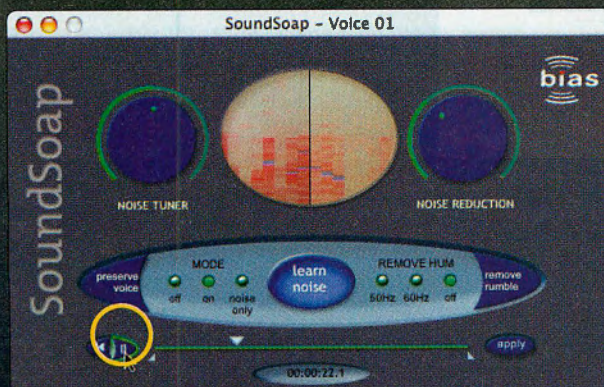 SoundSoap - Voice 01
SoundSoap
bias
NOISE TUNER
NOISE REDUCTION
preserve voice
MODE
off
on
noise only
learn noise
REMOVE HUM
50Hz
60Hz
off
remove rumble
apply
00:00:22.1